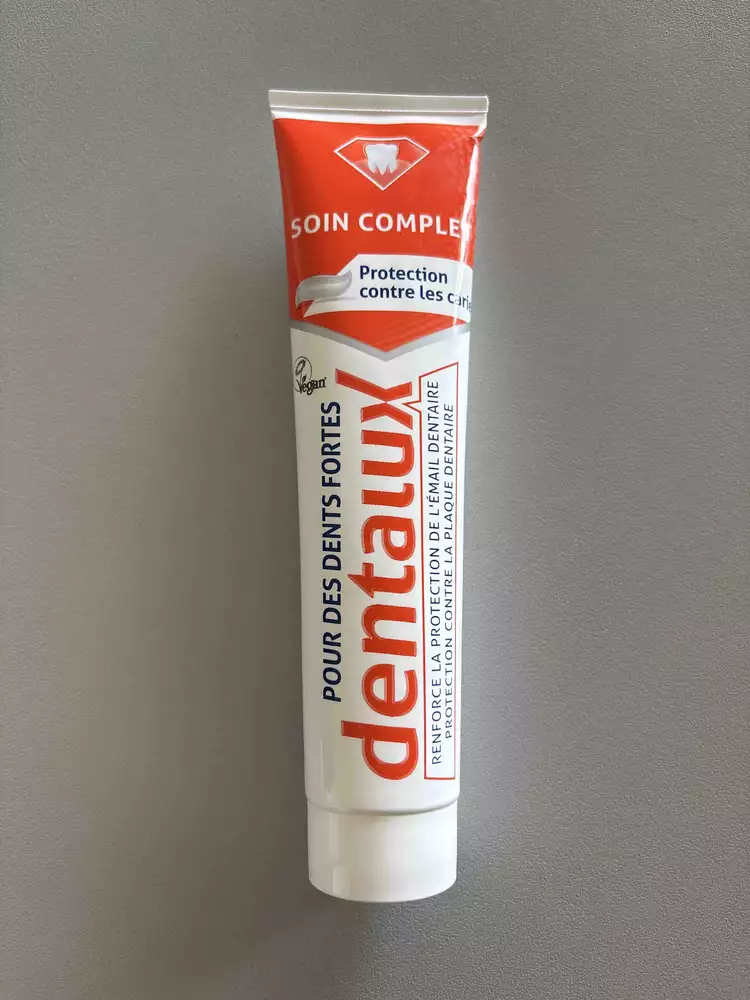 SOIN COMPLET
Protection
contre les carie
Vegan
POUR DES DENTS FORTES
dentalux
RENFORCE LA PROTECTION DE L'ÉMAIL DENTAIRE
PROTECTION CONTRE LA PLAQUE DENTAIRE